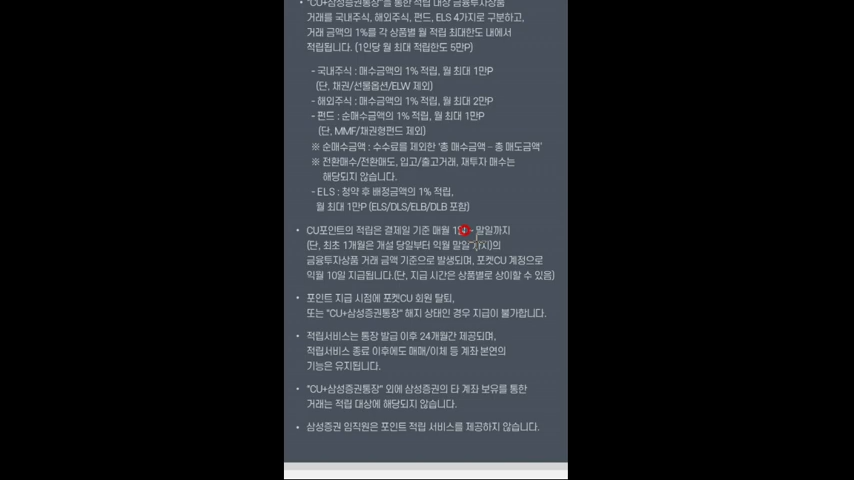 • "CU+삼성증권통장"을 통한 적립 대상 금융투자상품
거래를 국내주식, 해외주식, 펀드, ELS 4가지로 구분하고,
거래 금액의 1%를 각 상품별 월 적립 최대한도 내에서
적립됩니다. (1인당 월 최대 적립한도 5만P)
- 국내주식 : 매수금액의 1% 적립, 월 최대 1만P
(단, 채권/선물옵션/ELW 제외)
- 해외주식 : 매수금액의 1% 적립, 월 최대 2만P
- 펀드 : 순매수금액의 1% 적립, 월 최대 1만P
(단, MMF/채권형펀드 제외)
※ 순매수금액 : 수수료를 제외한 '총 매수금액 – 총 매도금액'
※ 전환매수/전환매도, 입고/출고거래, 재투자 매수는
해당되지 않습니다.
- ELS : 청약 후 배정금액의 1% 적립,
월 최대 1만P (ELS/DLS/ELB/DLB 포함)
• CU포인트의 적립은 결제일 기준 매월 1 - 말일까지
(단, 최초 1개월은 개설 당일부터 익월 말일까지)의
금융투자상품 거래 금액 기준으로 발생되며, 포켓CU 계정으로
익월 10일 지급됩니다.(단, 지급 시간은 상품별로 상이할 수 있음)
• 포인트 지급 시점에 포켓CU 회원 탈퇴,
또는 "CU+삼성증권통장" 해지 상태인 경우 지급이 불가합니다.
• 적립서비스는 통장 발급 이후 24개월간 제공되며,
적립서비스 종료 이후에도 매매/이체 등 계좌 본연의
기능은 유지됩니다.
• "CU+삼성증권통장" 외에 삼성증권의 타 계좌 보유를 통한
거래는 적립 대상에 해당되지 않습니다.
• 삼성증권 임직원은 포인트 적립 서비스를 제공하지 않습니다.